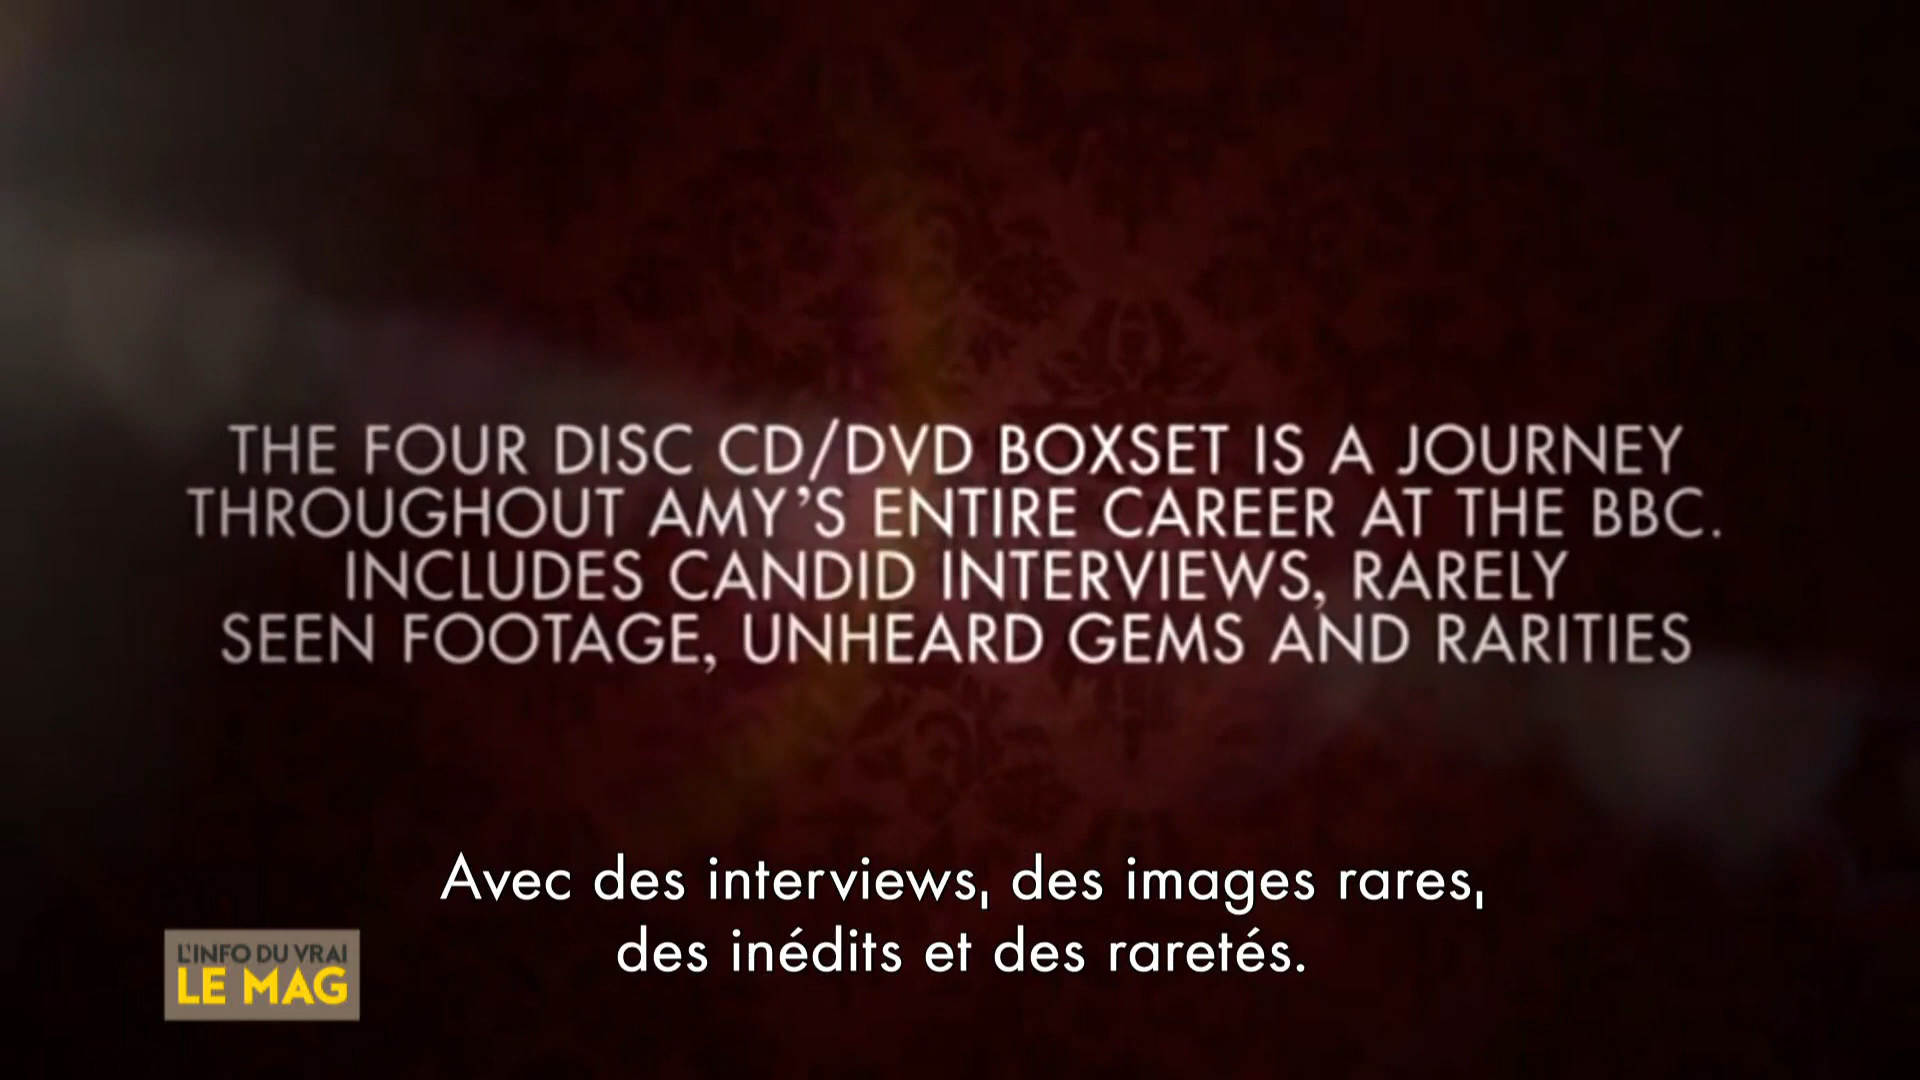 THE FOUR DISC CD/DVD BOXSET IS A JOURNEY
THROUGHOUT AMY'S ENTIRE CAREER AT THE BBC.
INCLUDES CANDID INTERVIEWS, RARELY
SEEN FOOTAGE, UNHEARD GEMS AND RARITIES
Avec des interviews, des images rares,
des inédits et des raretés.
L'INFO DU VRAI
LE MAG